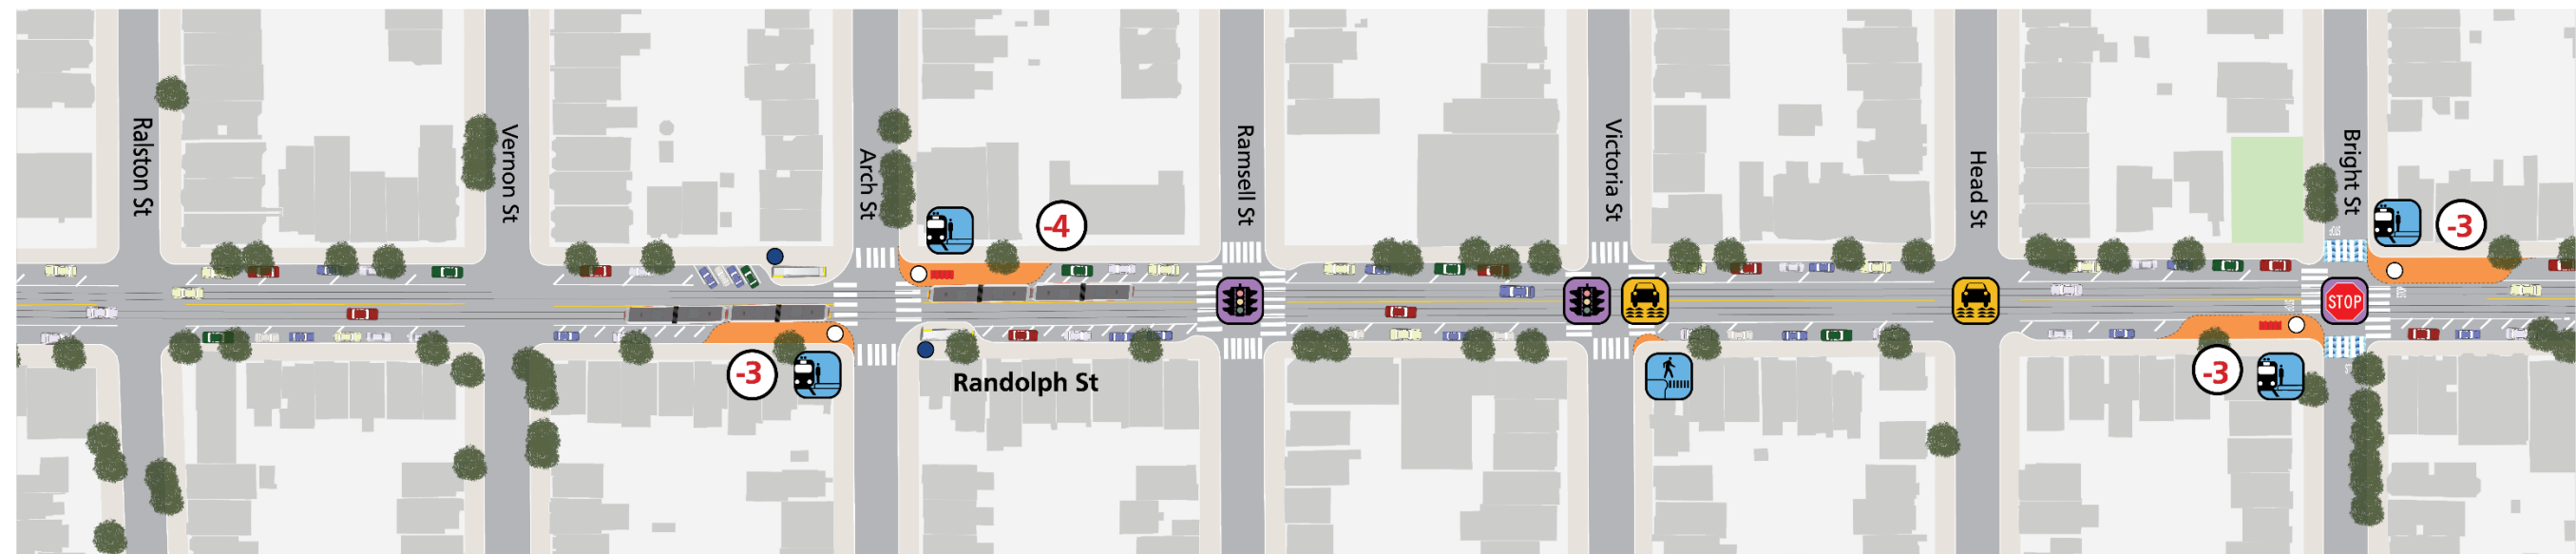 Ralston St
Vernon St
Arch St
-4
Ramsell St
Victoria St
Head St
Bright St
-3
STOP
-3
Randolph St
-3